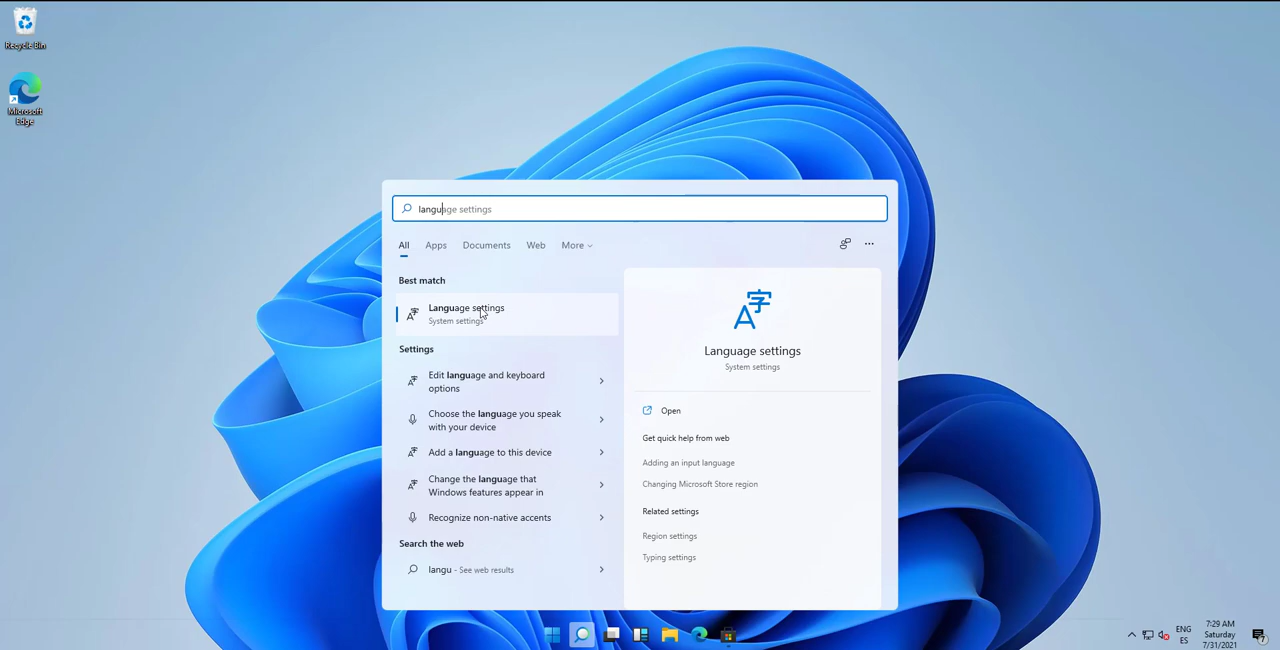 Recycle Bin
Microsoft
Edge
language settings
All Apps Documents Web More
Best match
Language settings
System settings
Settings
Edit language and keyboard
options
Choose the language you speak
with your device
Add a language to this device
Change the language that
Windows features appear in
Recognize non-native accents
Search the web
langu - See web results
Language settings
System settings
Open
Get quick help from web
Adding an input language
Changing Microsoft Store region
Related settings
Region settings
Typing settings
ENG
ES
7:29 AM
Saturday
7/31/2021
7